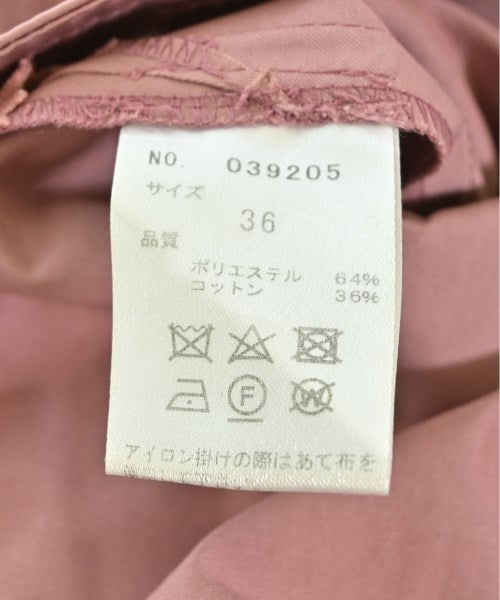 NO. 039205
サイズ
36
品質
ポリエステル 64%
コットン 36%
F
W
アイロン掛けの際はあて布を